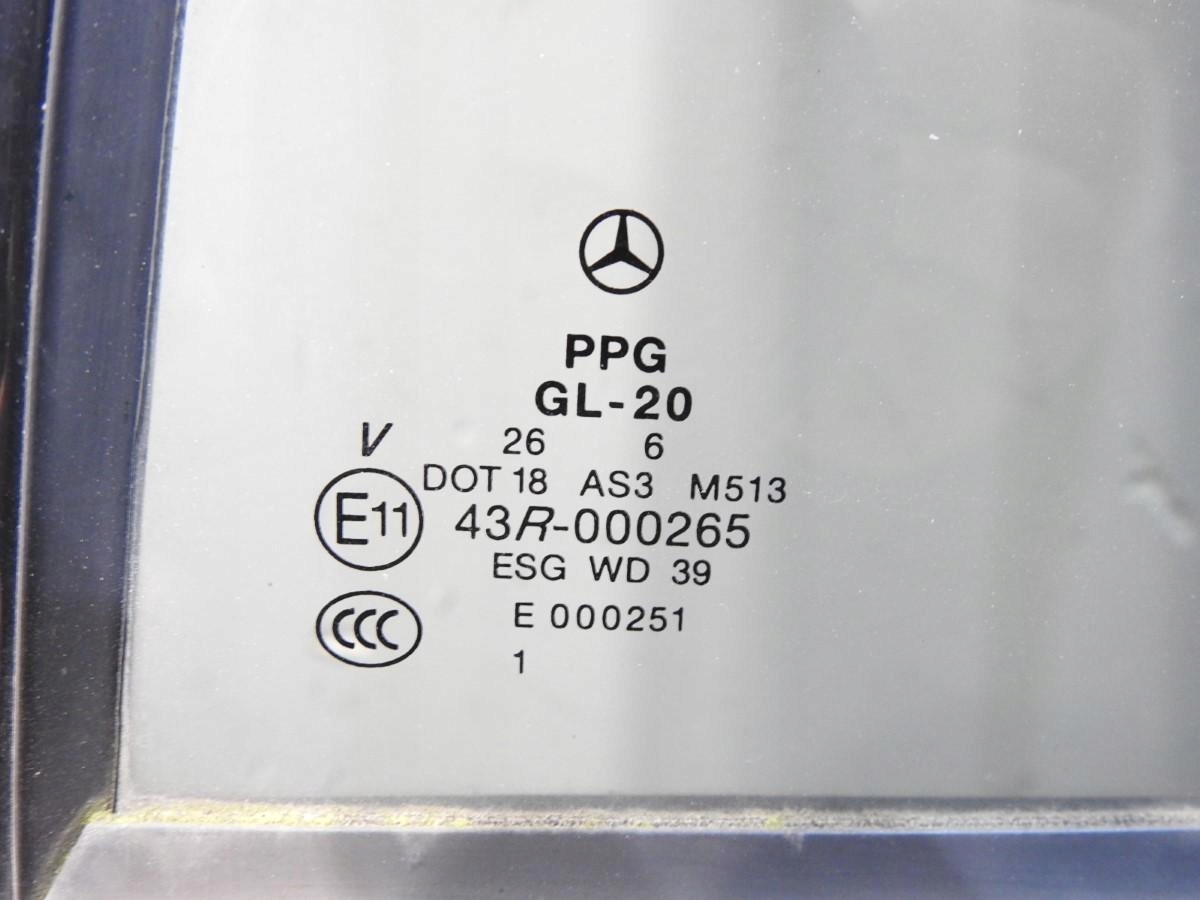 PPG
GL-20
V 26 6
DOT 18 AS3 M513
E11 43R-000265
ESG WD 39
CCC E 000251
1